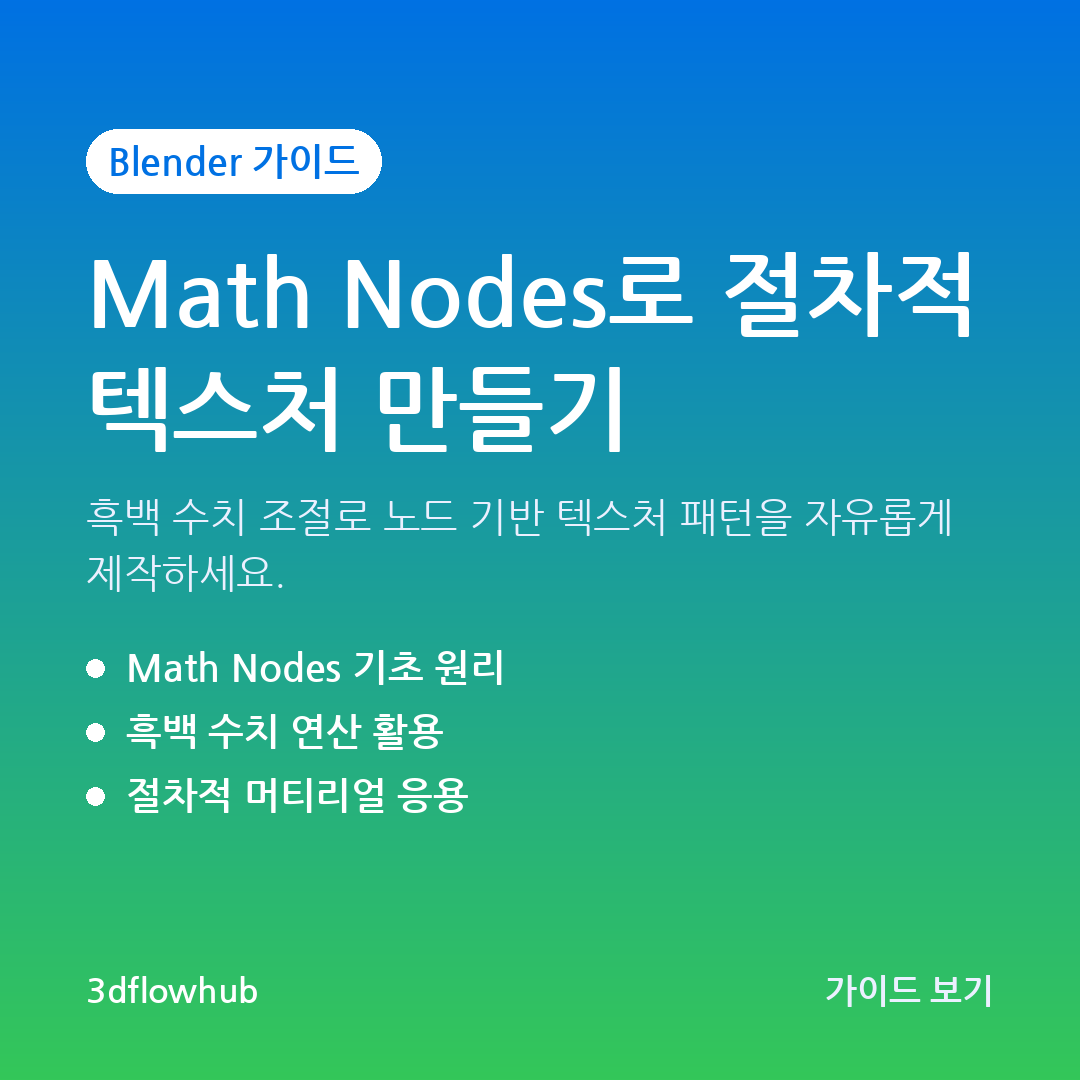 Blender 가이드
Math Nodes로 절차적
텍스처 만들기
흑백 수치 조절로 노드 기반 텍스처 패턴을 자유롭게
제작하세요.
Math Nodes 기초 원리
흑백 수치 연산 활용
절차적 머티리얼 응용
3dflowhub
가이드 보기